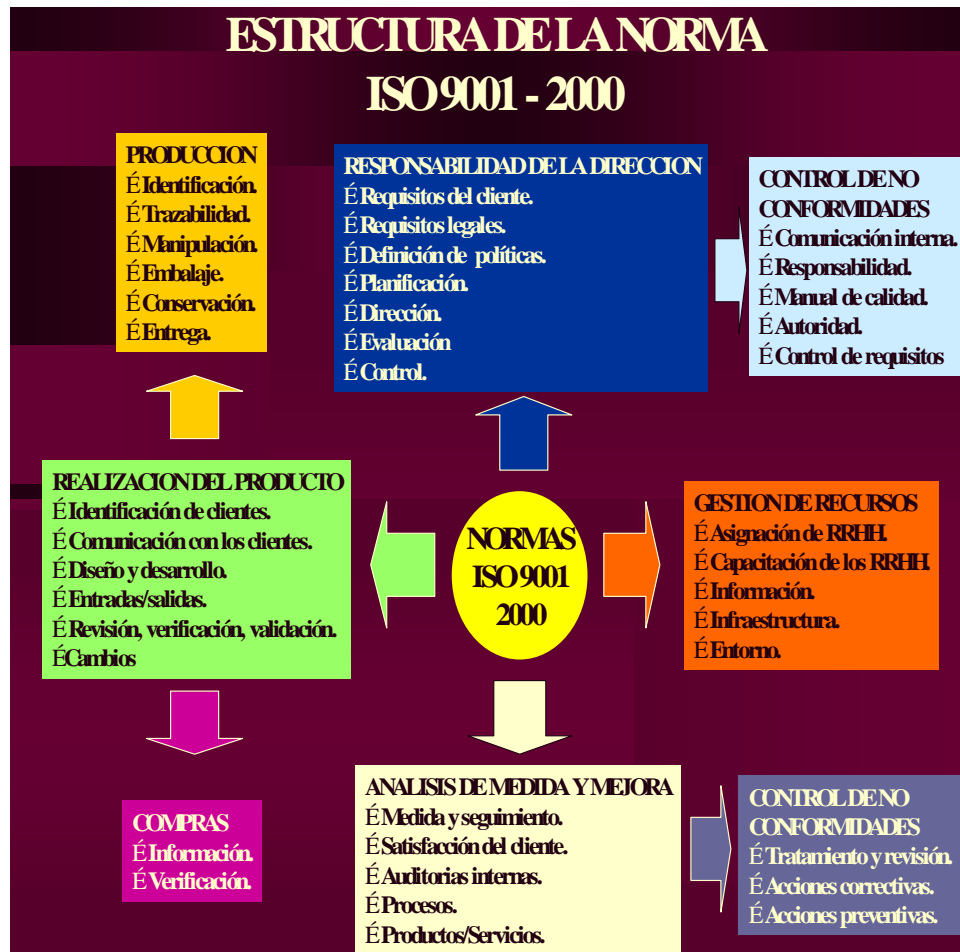 ESTRUCTURA DE LA NORMA
ISO 9001 - 2000
PRODUCCION
É Identificación.
É Trazabilidad.
É Manipulación.
É Embalaje.
É Conservación.
É Entrega.
RESPONSABILIDAD DE LA DIRECCION
É Requisitos del cliente.
É Requisitos legales.
É Definición de políticas.
É Planificación.
É Dirección.
É Evaluación
É Control.
CONTROL DE NO
CONFORMIDADES
É Comunicación interna.
É Responsabilidad.
É Manual de calidad.
É Autoridad.
É Control de requisitos
REALIZACION DEL PRODUCTO
É Identificación de clientes.
É Comunicación con los clientes.
É Diseño y desarrollo.
É Entradas/salidas.
É Revisión, verificación, validación.
É Cambios
NORMAS
ISO 9001
2000
GESTION DE RECURSOS
É Asignación de RRHH.
É Capacitación de los RRHH.
É Información.
É Infraestructura.
É Entorno.
COMPRAS
É Información.
É Verificación.
ANALISIS DE MEDIDA Y MEJORA
É Medida y seguimiento.
É Satisfacción del cliente.
É Auditorias internas.
É Procesos.
É Productos/Servicios.
CONTROL DE NO
CONFORMIDADES
É Tratamiento y revisión.
É Acciones correctivas.
É Acciones preventivas.